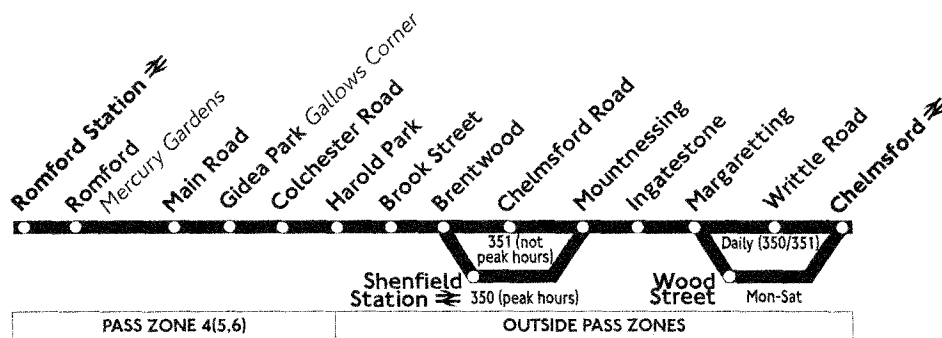 Romford Station
Romford
Mercury Gardens
Main Road
Gidea Park Gallows Corner
Colchester Road
Harold Park
Brook Street
Brentwood
Chelmsford Road
Mountnessing
Ingatestone
Margaretting
Writtle Road
Chelmsford
351 (not
peak hours)
Daily (350/351)
Shenfield
Station
350 (peak hours)
Wood
Street
Mon-Sat
PASS ZONE 4(5,6)
OUTSIDE PASS ZONES